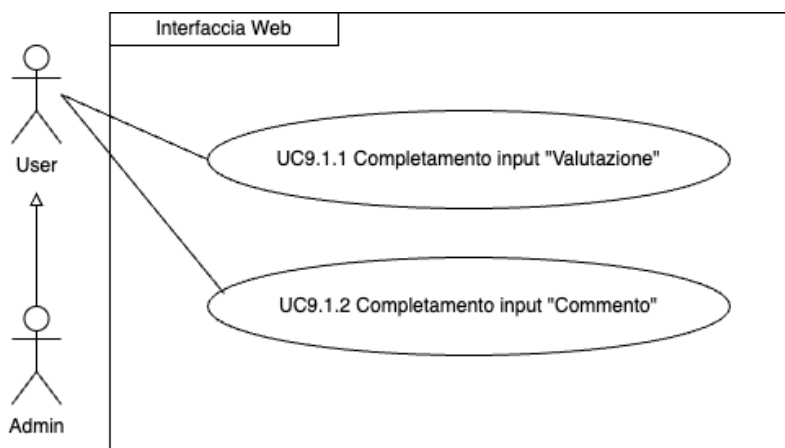 Interfaccia Web
User
UC9.1.1 Completamento input "Valutazione"
UC9.1.2 Completamento input "Commento"
Admin